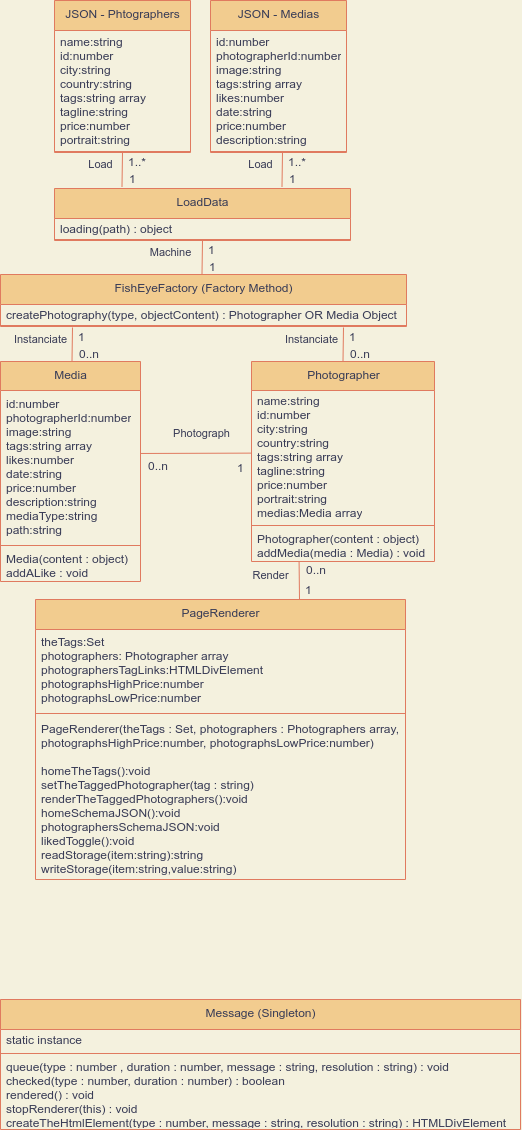 JSON - Phtographers
name:string
id:number
city:string
country:string
tags:string array
tagline:string
price:number
portrait:string
JSON - Medias
id:number
photographerId:number
image:string
tags:string array
likes:number
date:string
price:number
description:string
Load
1..*
1
Load
1..*
1
LoadData
loading(path) : object
Machine
1
1
FishEyeFactory (Factory Method)
createPhotography(type, objectContent) : Photographer OR Media Object
Instanciate
1
0..n
Instanciate
1
0..n
Media
id:number
photographerId:number
image:string
tags:string array
likes:number
date:string
price:number
description:string
mediaType:string
path:string
Media(content : object)
addALike : void
Photograph
0..n
1
Photographer
name:string
id:number
city:string
country:string
tags:string array
tagline:string
price:number
portrait:string
medias:Media array
Photographer(content : object)
addMedia(media : Media) : void
Render
0..n
1
PageRenderer
theTags:Set
photographers: Photographer array
photographersTagLinks:HTMLDivElement
photographsHighPrice:number
photographsLowPrice:number
PageRenderer(theTags : Set, photographers : Photographers array,
photographsHighPrice:number, photographsLowPrice:number)
homeTheTags():void
setTheTaggedPhotographer(tag : string)
renderTheTaggedPhotographers():void
homeSchemaJSON():void
photographersSchemaJSON:void
likedToggle():void
readStorage(item:string):string
writeStorage(item:string,value:string)
Message (Singleton)
static instance
queue(type : number , duration : number, message : string, resolution : string) : void
checked(type : number, duration : number) : boolean
rendered() : void
stopRenderer(this) : void
createTheHtmlElement(type : number, message : string, resolution : string) : HTMLDivElement